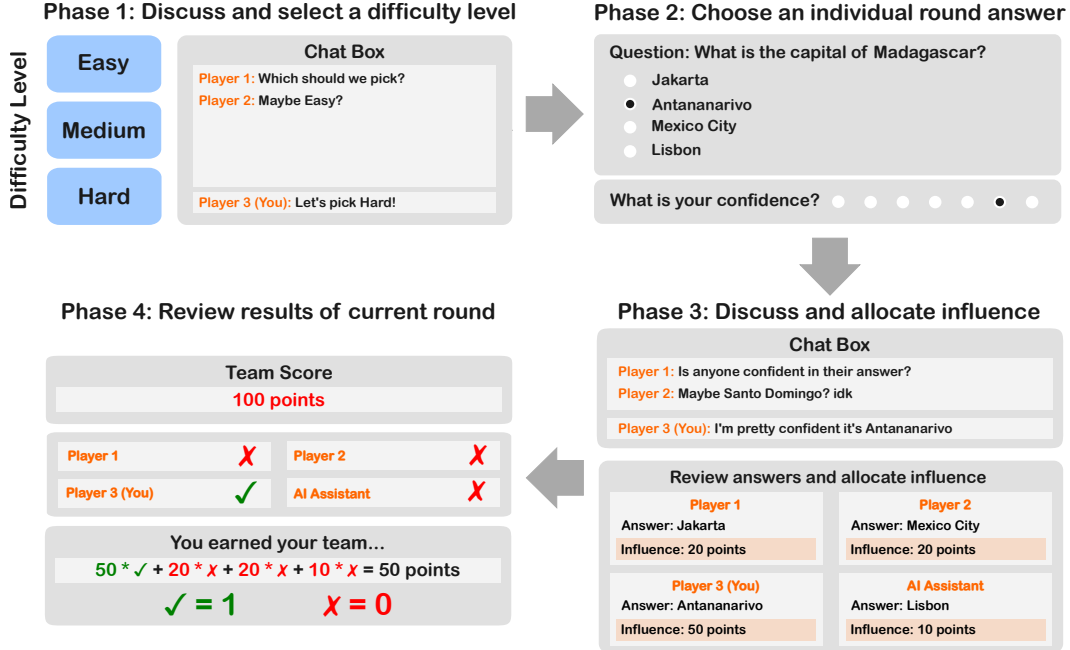 Phase 1: Discuss and select a difficulty level
Difficulty Level
Easy
Medium
Hard
Chat Box
Player 1: Which should we pick?
Player 2: Maybe Easy?
Player 3 (You): Let's pick Hard!
Phase 2: Choose an individual round answer
Question: What is the capital of Madagascar?
Jakarta
Antananarivo
Mexico City
Lisbon
What is your confidence?
Phase 3: Discuss and allocate influence
Chat Box
Player 1: Is anyone confident in their answer?
Player 2: Maybe Santo Domingo? idk
Player 3 (You): I'm pretty confident it's Antananarivo
Review answers and allocate influence
Player 1
Answer: Jakarta
Influence: 20 points
Player 2
Answer: Mexico City
Influence: 20 points
Player 3 (You)
Answer: Antananarivo
Influence: 50 points
AI Assistant
Answer: Lisbon
Influence: 10 points
Phase 4: Review results of current round
Team Score
100 points
Player 1 ✗
Player 2 ✗
Player 3 (You) ✓
AI Assistant ✗
You earned your team...
50 * ✓ + 20 * ✗ + 20 * ✗ + 10 * ✗ = 50 points
✓ = 1 ✗ = 0